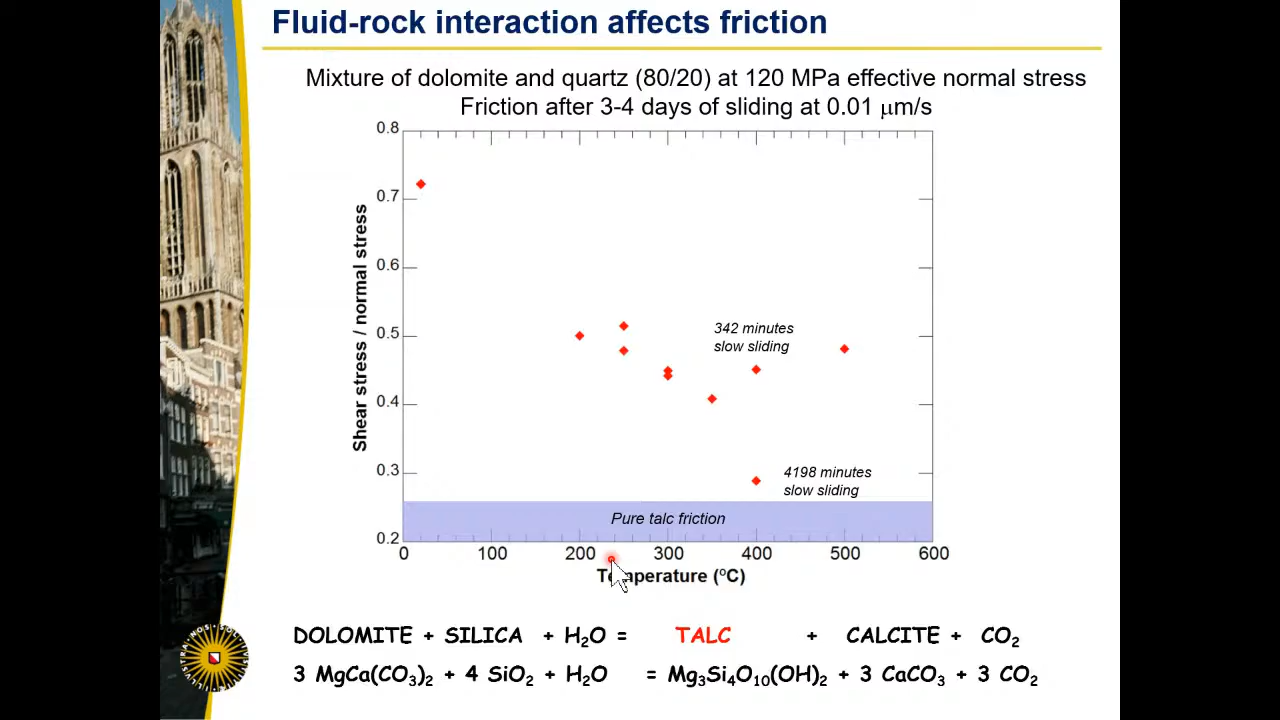 Fluid-rock interaction affects friction
Mixture of dolomite and quartz (80/20) at 120 MPa effective normal stress
Friction after 3-4 days of sliding at 0.01 μm/s
0.8
0.7
0.6
0.5
0.4
0.3
0.2
Shear stress / normal stress
342 minutes
slow sliding
4198 minutes
slow sliding
Pure talc friction
0 100 200 300 400 500 600
Temperature (ºC)
DOLOMITE + SILICA + H₂O = TALC + CALCITE + CO₂
3 MgCa(CO₃)₂ + 4 SiO₂ + H₂O = Mg₃Si₄O₁₀(OH)₂ + 3 CaCO₃ + 3 CO₂